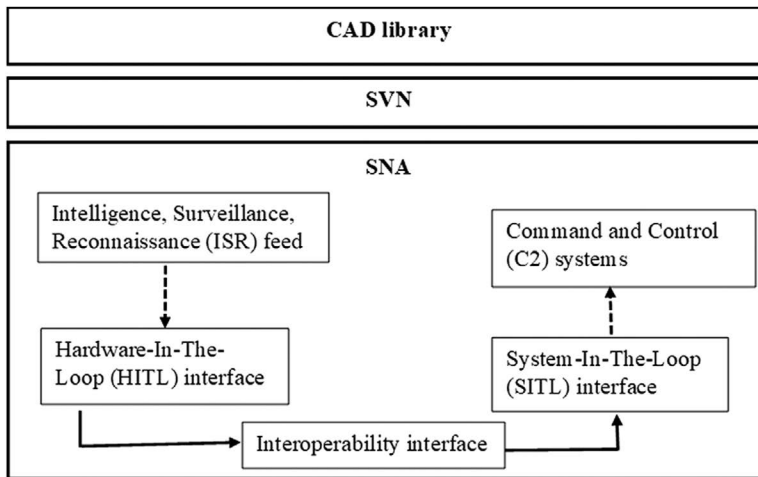 CAD library
SVN
SNA
Intelligence, Surveillance,
Reconnaissance (ISR) feed
Command and Control
(C2) systems
Hardware-In-The-
Loop (HITL) interface
System-In-The-Loop
(SITL) interface
Interoperability interface